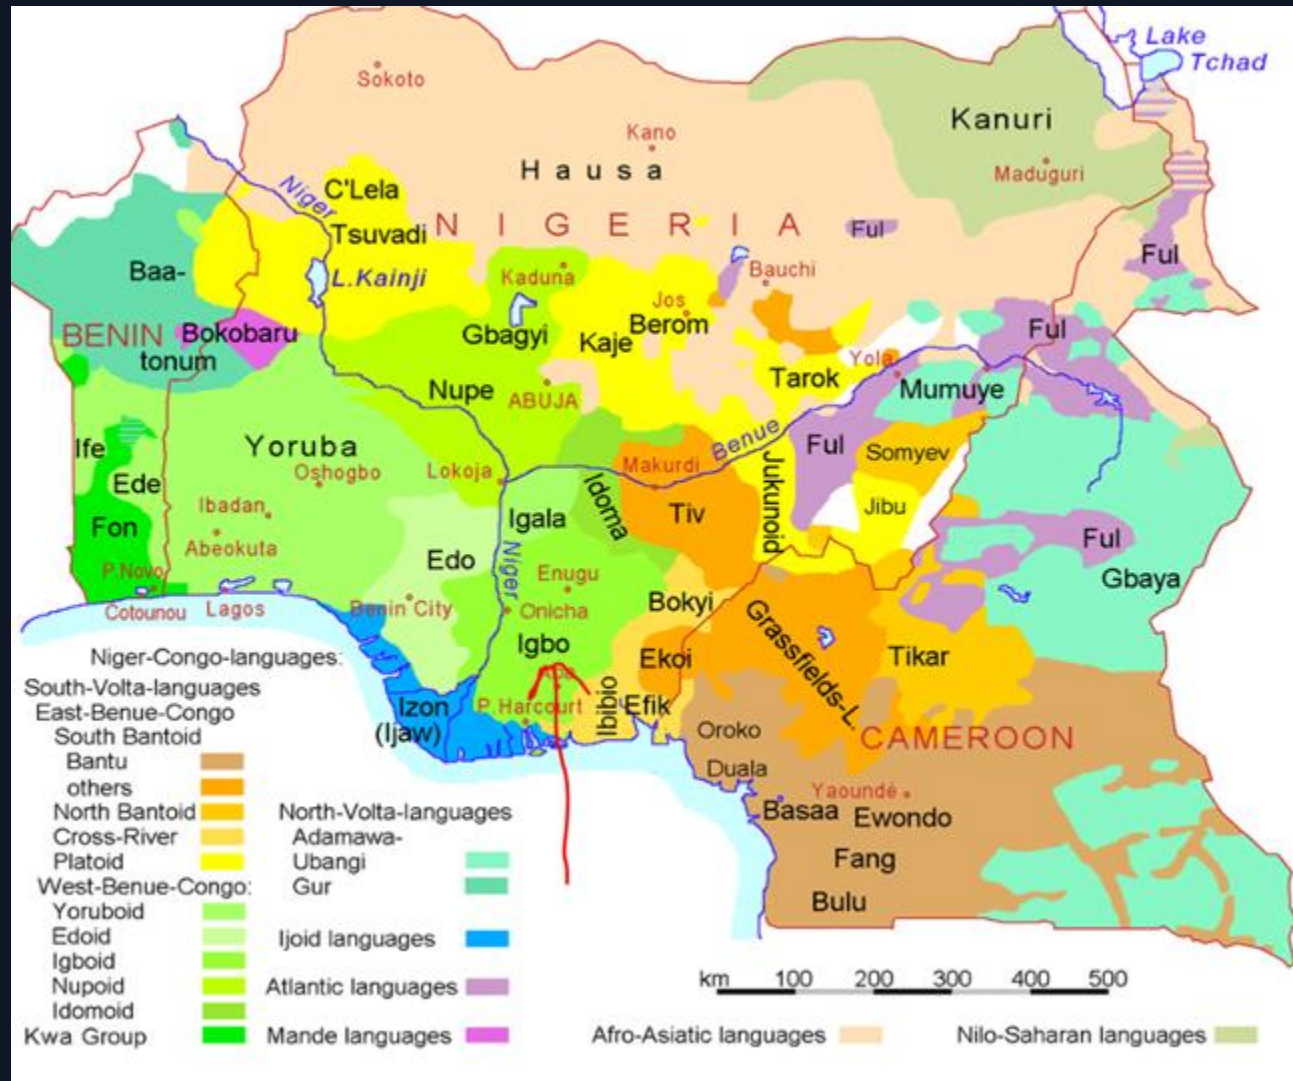 Lake
Tchad
Sokoto
Kanuri
Kano
Hausa
Maduguri
C'Lela
Niger
NIGERIA
Tsuvadi
Ful
Ful
Baa-
L.Kainji
Kaduna
Bauchi
Jos
BENIN
Bokobaru
Gbagyi
Berom
Ful
Kaje
tonum
Yola
Tarok
Mumuye
Nupe
ABUJA
Benue
Yoruba
Ife
Ful
Somyev
Oshogbo
Lokoja
Makurdi
Ede
Idoma
Jukunoid
Ibadan
Jibu
Fon
Igala
Tiv
Abeokuta
Ful
Edo
Niger
P.Novo
Enugu
Gbaya
Cotounou
Lagos
Benin City
Onicha
Bokyi
Grassfields-L.
Igbo
Ekoi
Tikar
Izon
(Ijaw)
P.Harcourt
Ibibio
Efik
Oroko
CAMEROON
Duala
Yaoundé
Basaa
Ewondo
Fang
Bulu
Niger-Congo-languages:
South-Volta-languages
East-Benue-Congo
South Bantoid
Bantu
others
North Bantoid
Cross-River
Platoid
West-Benue-Congo:
Yoruboid
Edoid
Igboid
Nupoid
Idomoid
Kwa Group
North-Volta-languages
Adamawa-
Ubangi
Gur
Ijoid languages
Atlantic languages
Mande languages
km 100 200 300 400 500
Afro-Asiatic languages
Nilo-Saharan languages